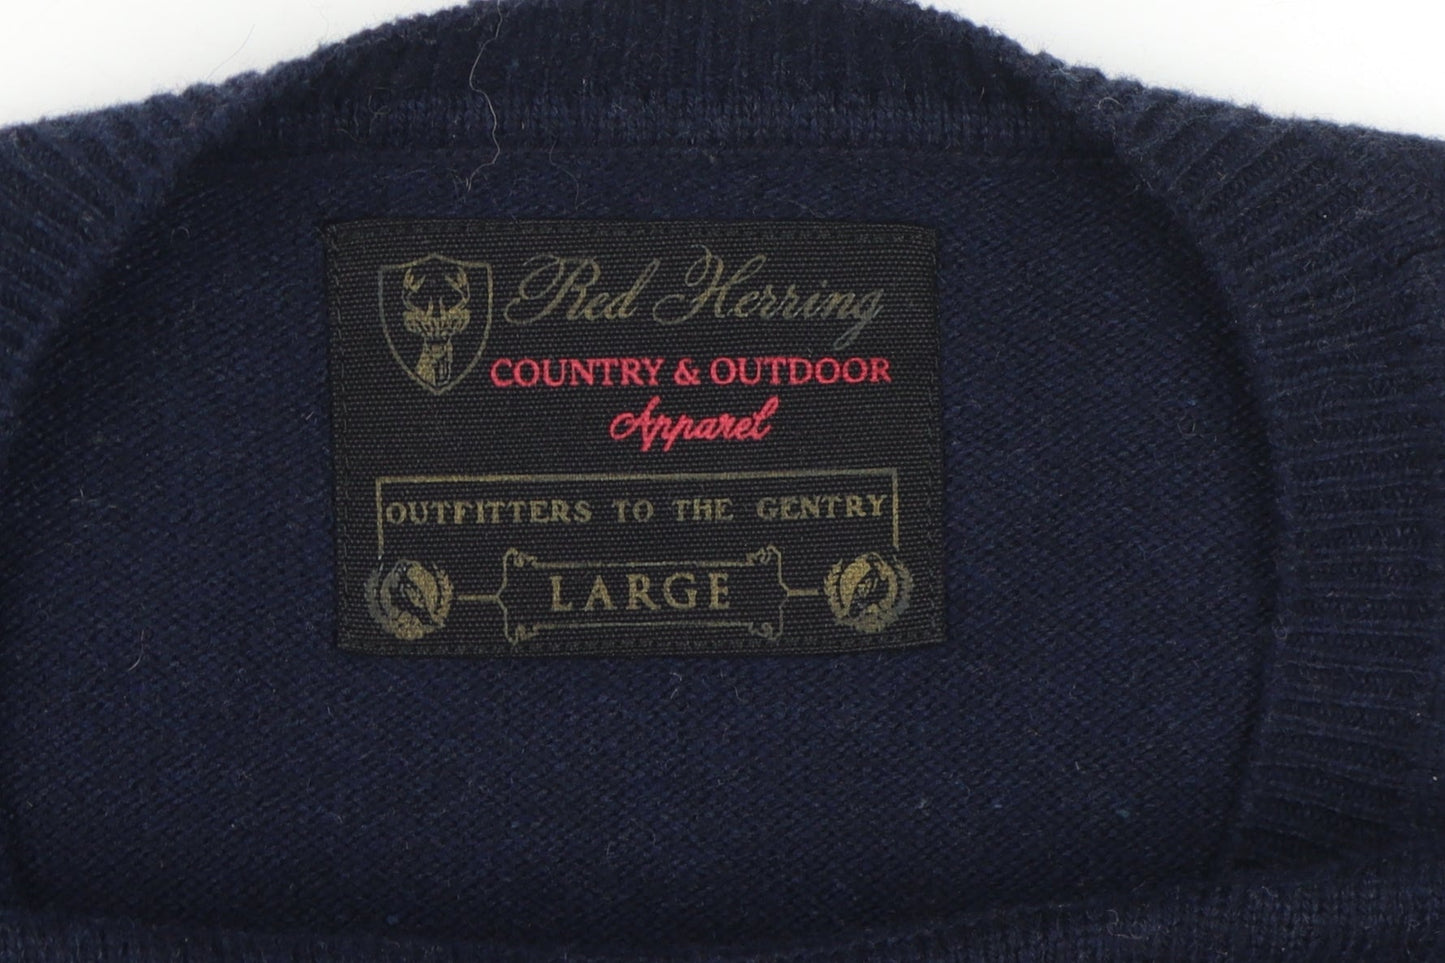 Red Herring
COUNTRY & OUTDOOR
Apparel
OUTFITTERS TO THE GENTRY
LARGE